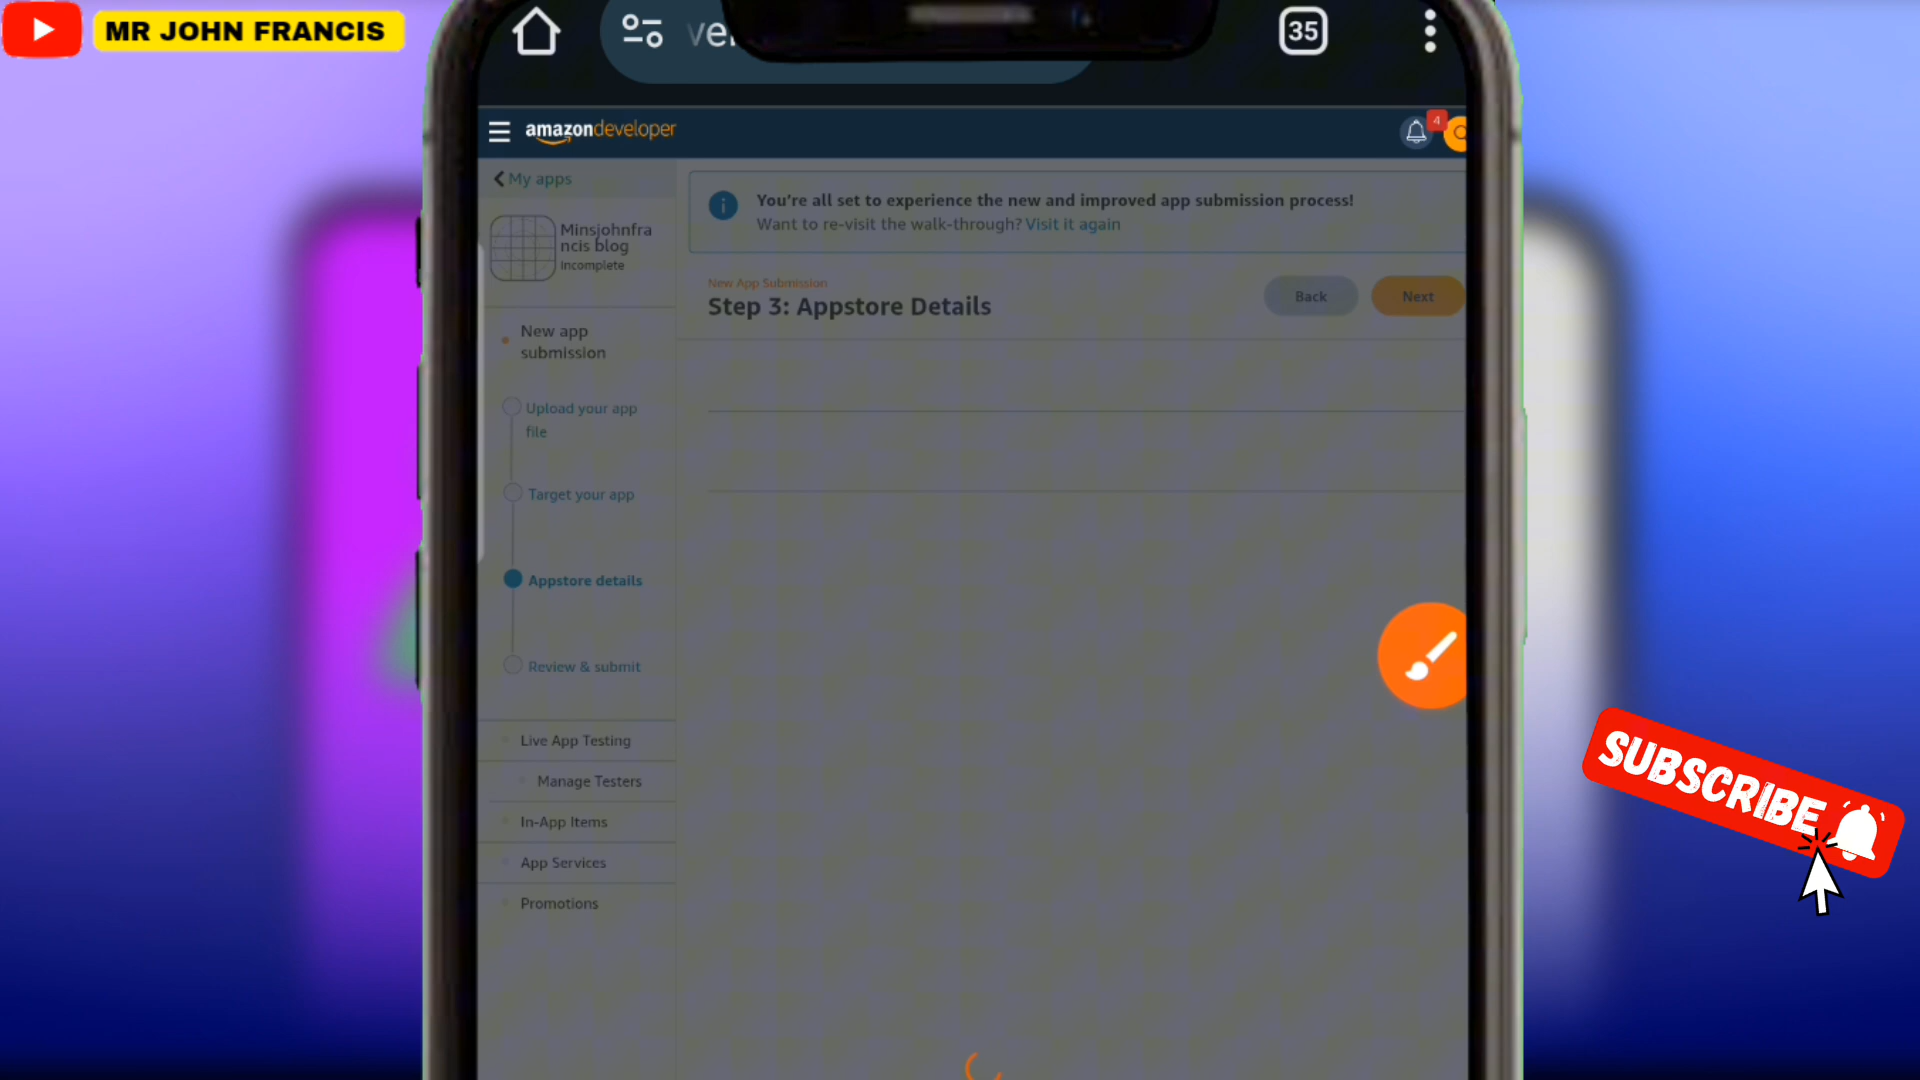 MR JOHN FRANCIS
35
amazondeveloper
4
My apps
Minsjohnfra
ncis blog
Incomplete
You're all set to experience the new and improved app submission process!
Want to re-visit the walk-through? Visit it again
New App Submission
Step 3: Appstore Details
Back
Next
New app
submission
Upload your app
file
Target your app
Appstore details
Review & submit
Live App Testing
Manage Testers
In-App Items
App Services
Promotions
SUBSCRIBE